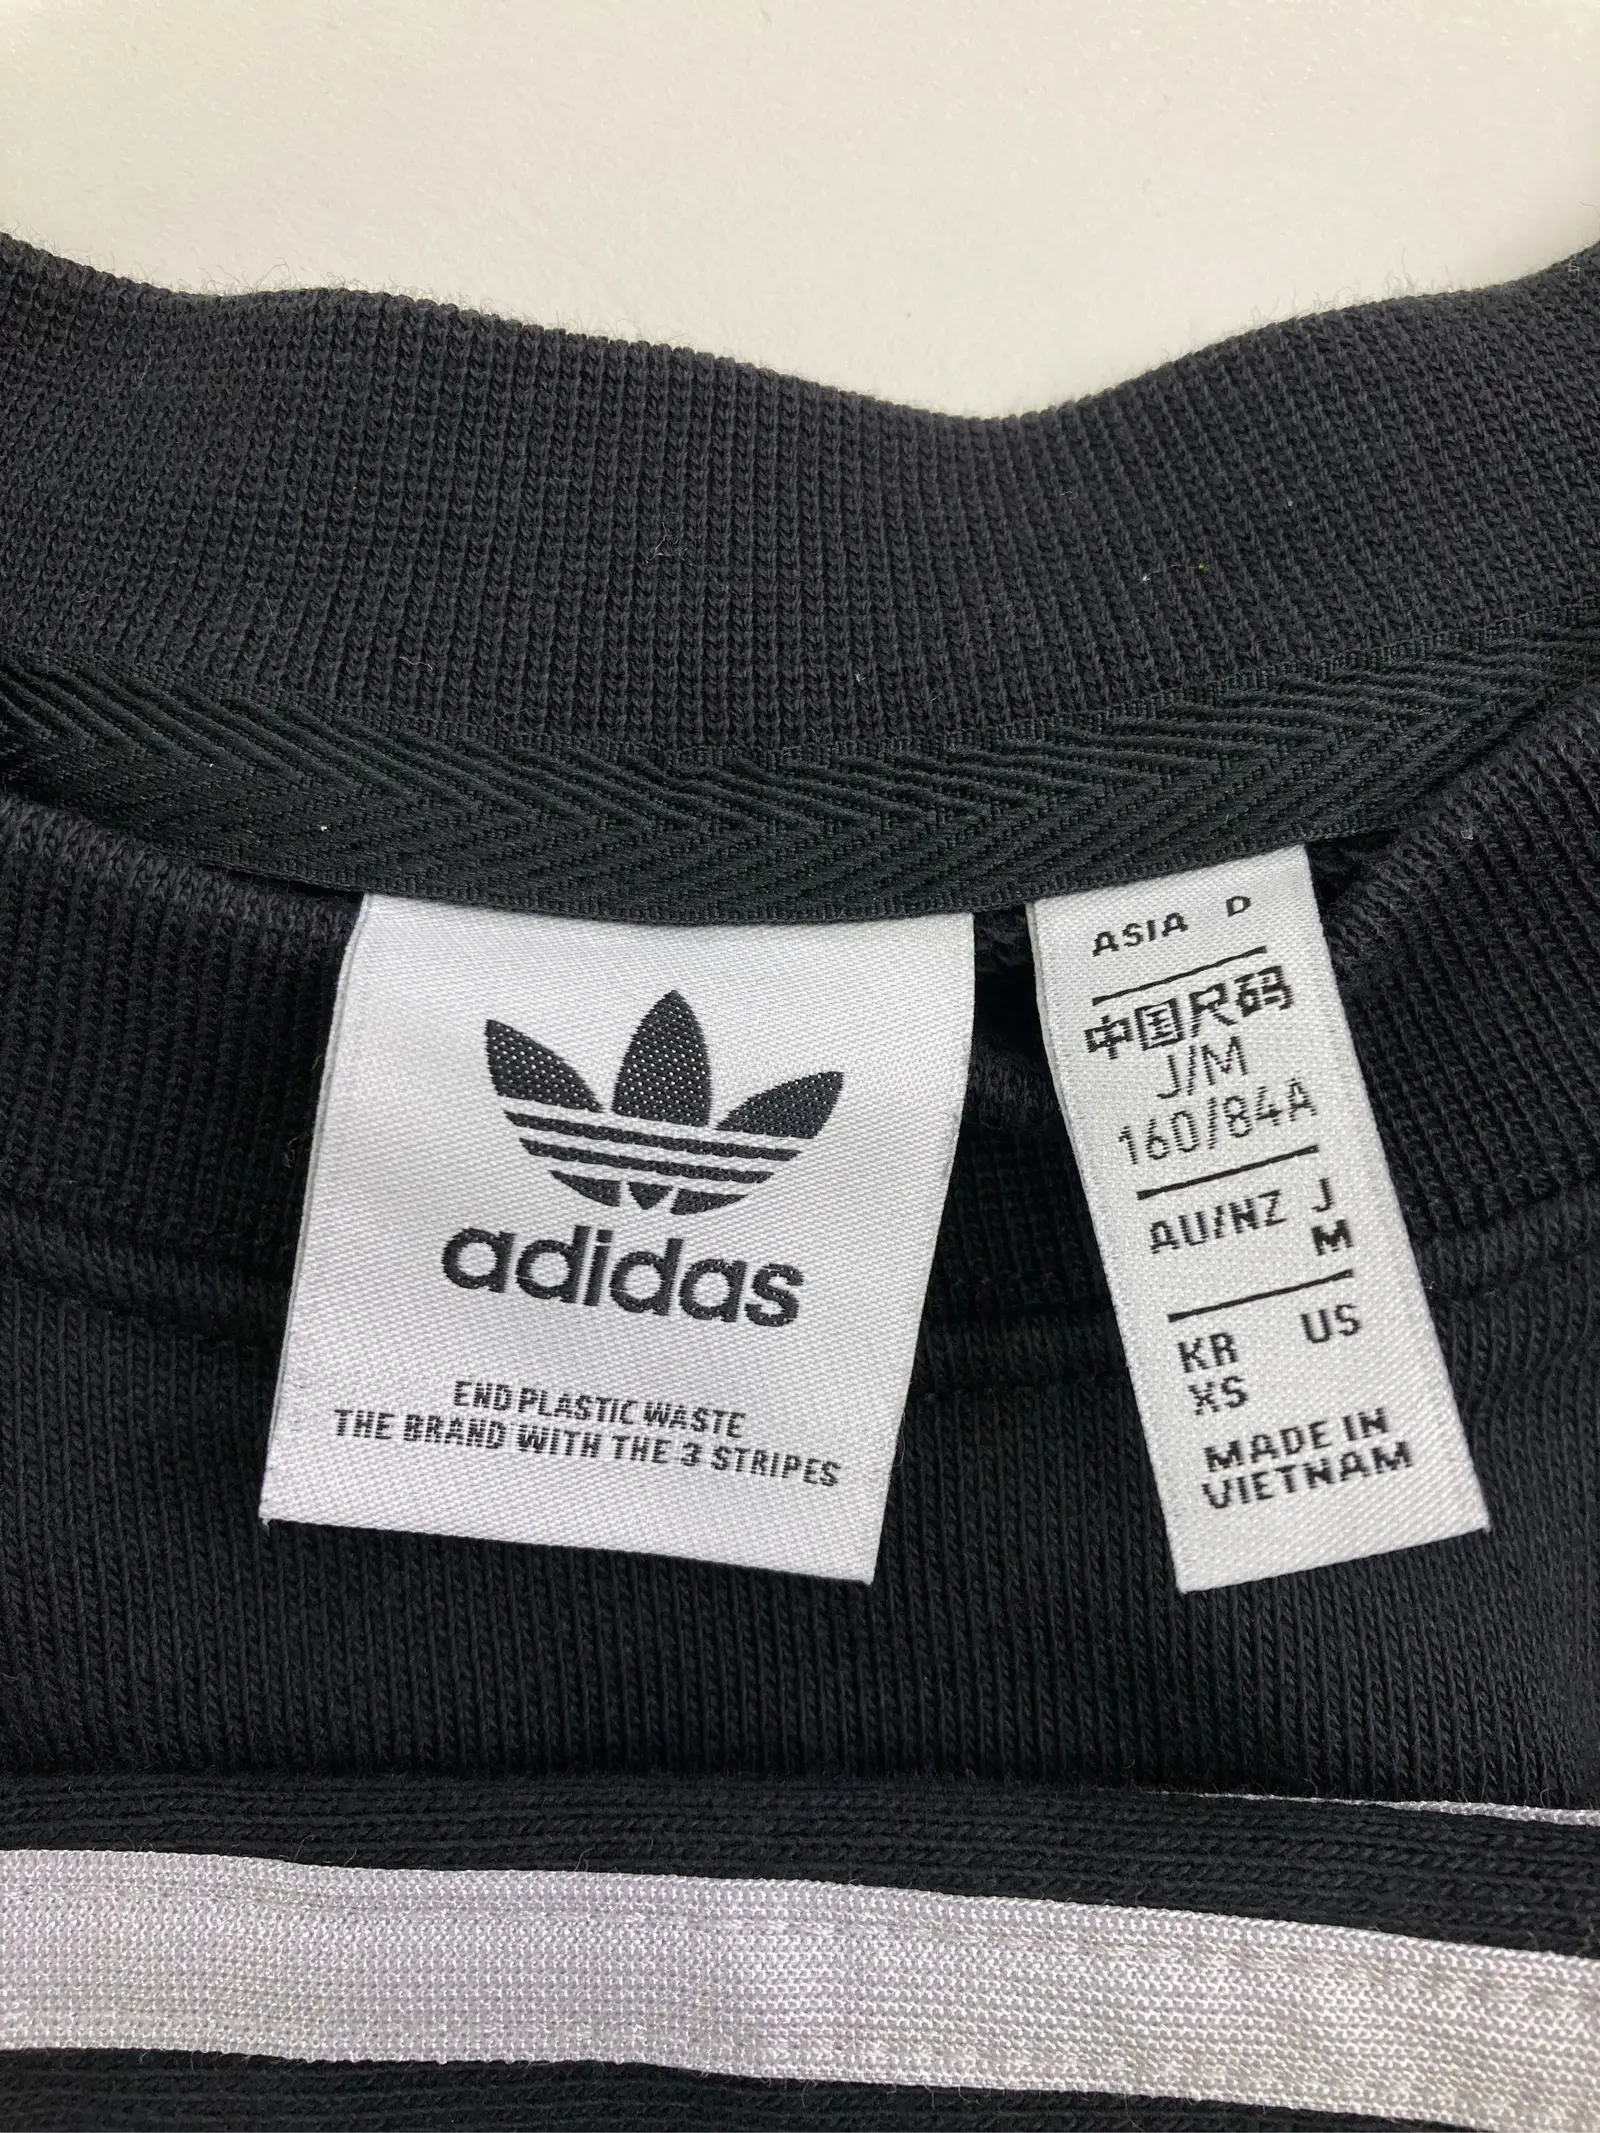 adidas
END PLASTIC WASTE
THE BRAND WITH THE 3 STRIPES
ASIA D
中国尺码
J/M
160/84A
AU/NZ J
M
KR US
XS
MADE IN
VIETNAM